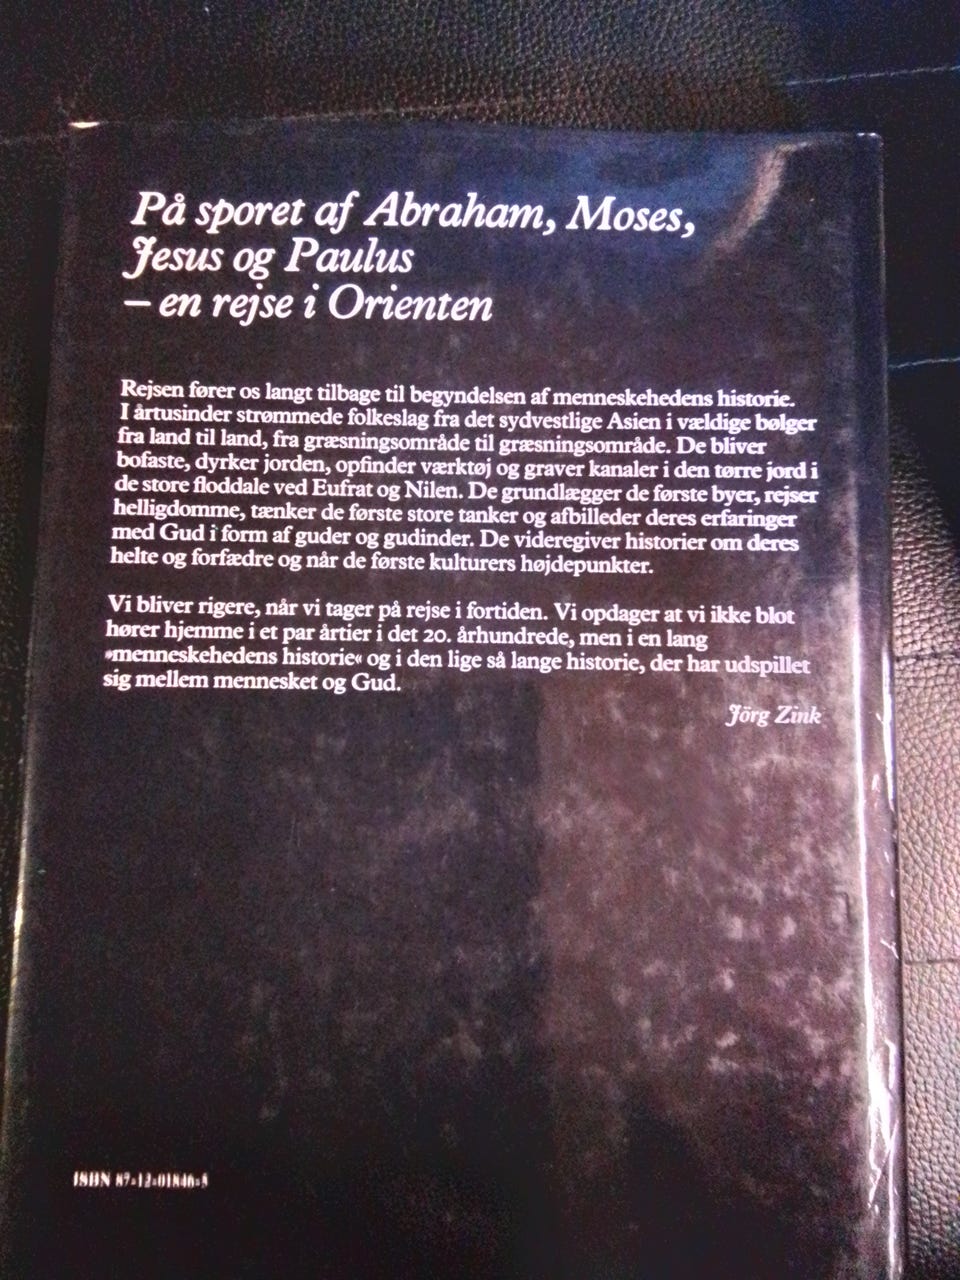 På sporet af Abraham, Moses,
Jesus og Paulus
– en rejse i Orienten
Rejsen fører os langt tilbage til begyndelsen af menneskehedens historie.
I årtusinder strømmede folkeslag fra det sydvestlige Asien i vældige bølger
fra land til land, fra græsningsområde til græsningsområde. De bliver
bofaste, dyrker jorden, opfinder værktøj og graver kanaler i den tørre jord i
de store floddale ved Eufrat og Nilen. De grundlægger de første byer, rejser
helligdomme, tænker de første store tanker og afbilleder deres erfaringer
med Gud i form af guder og gudinder. De videregiver historier om deres
helte og forfædre og når de første kulturers højdepunkter.
Vi bliver rigere, når vi tager på rejse i fortiden. Vi opdager at vi ikke blot
hører hjemme i et par årtier i det 20. århundrede, men i en lang
»menneskehedens historie« og i den lige så lange historie, der har udspillet
sig mellem mennesket og Gud.
Jörg Zink
ISBN 87-12-01846-8